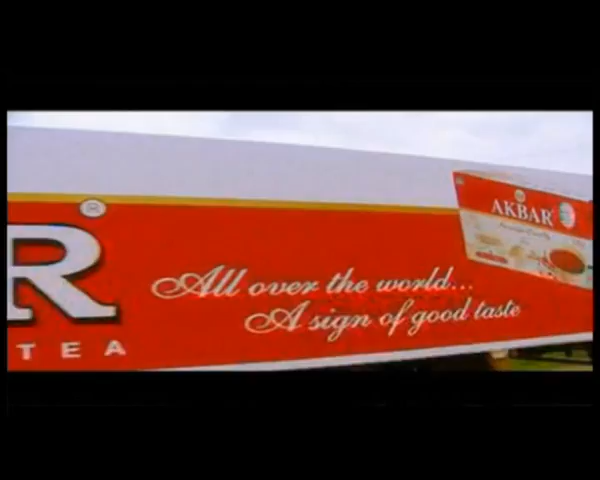 R®
TEA
All over the world...
A sign of good taste
AKBAR